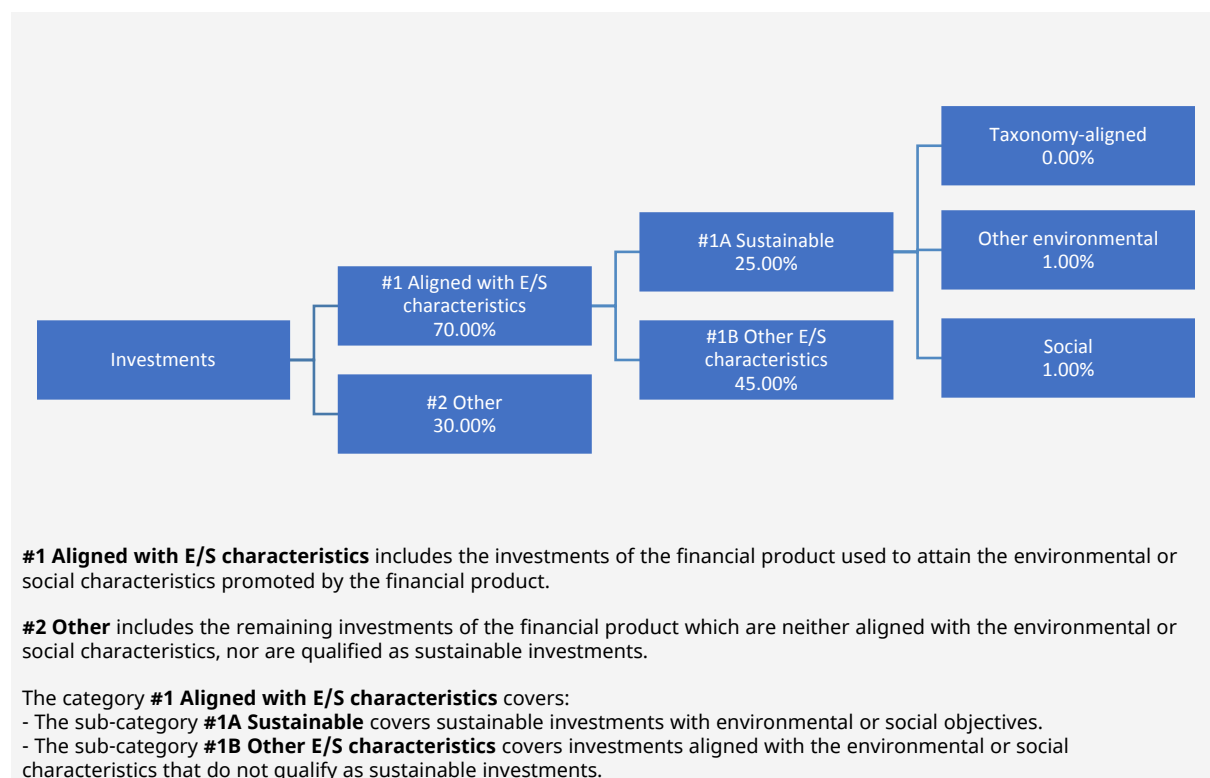 Investments
#1 Aligned with E/S
characteristics
70.00%
#2 Other
30.00%
#1A Sustainable
25.00%
#1B Other E/S
characteristics
45.00%
Taxonomy-aligned
0.00%
Other environmental
1.00%
Social
1.00%
#1 Aligned with E/S characteristics includes the investments of the financial product used to attain the environmental or
social characteristics promoted by the financial product.
#2 Other includes the remaining investments of the financial product which are neither aligned with the environmental or
social characteristics, nor are qualified as sustainable investments.
The category #1 Aligned with E/S characteristics covers:
- The sub-category #1A Sustainable covers sustainable investments with environmental or social objectives.
- The sub-category #1B Other E/S characteristics covers investments aligned with the environmental or social
characteristics that do not qualify as sustainable investments.